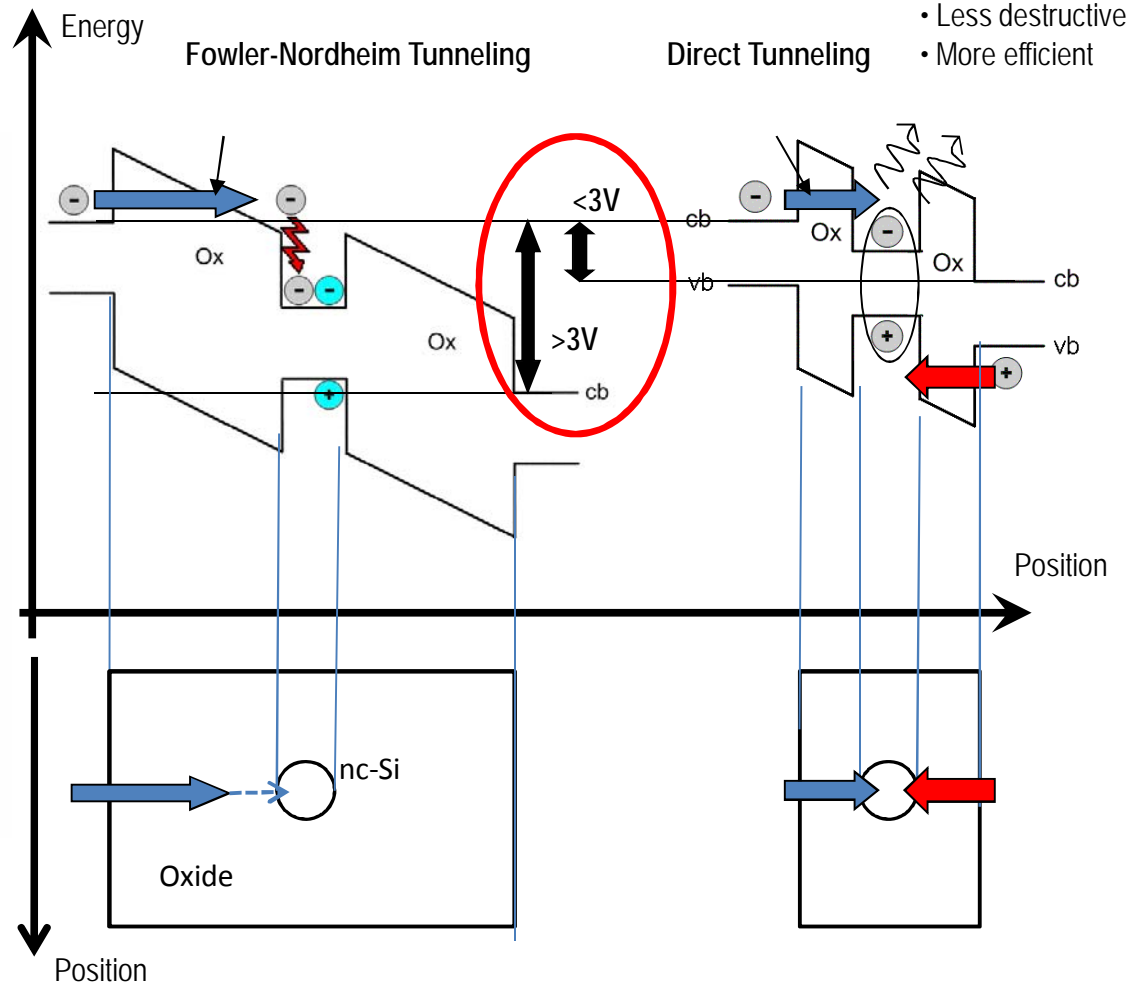 Energy
• Less destructive
Fowler-Nordheim Tunneling
Direct Tunneling
• More efficient
-
-
-
<3V
cb
Ox
-
Ox
-
-
Ox
vb
cb
Ox
>3V
+
vb
+
cb
+
Position
nc-Si
Oxide
Position